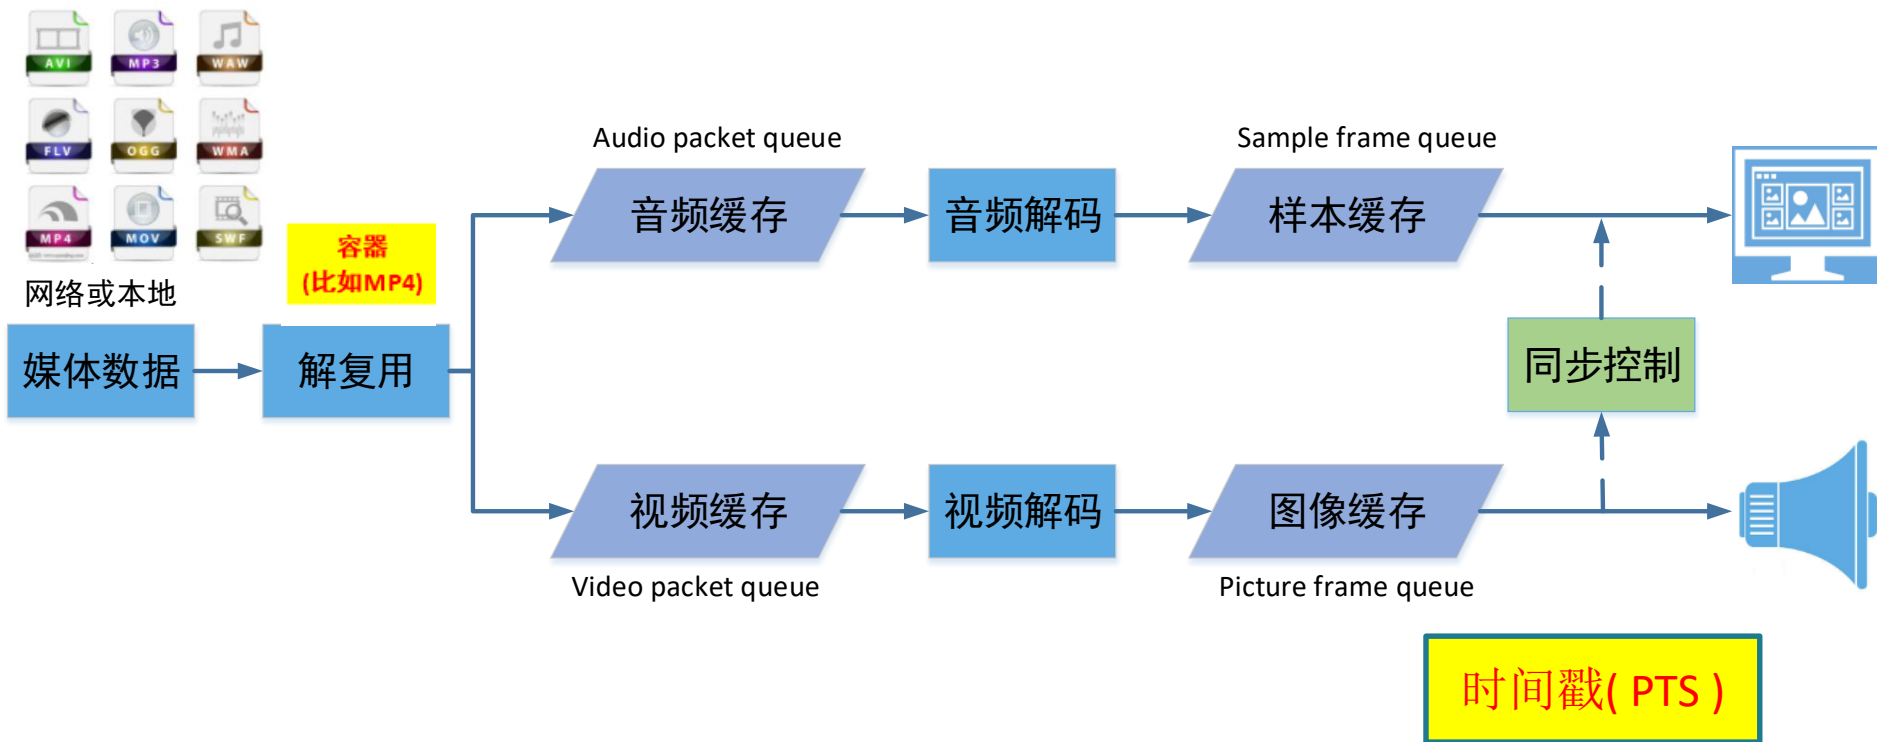 AVI
MP3
WAW
FLV
OGG
WMA
MP4
MOV
SWF
网络或本地
容器
(比如MP4)
媒体数据
解复用
Audio packet queue
音频缓存
音频解码
Sample frame queue
样本缓存
同步控制
视频缓存
Video packet queue
视频解码
图像缓存
Picture frame queue
时间戳( PTS )